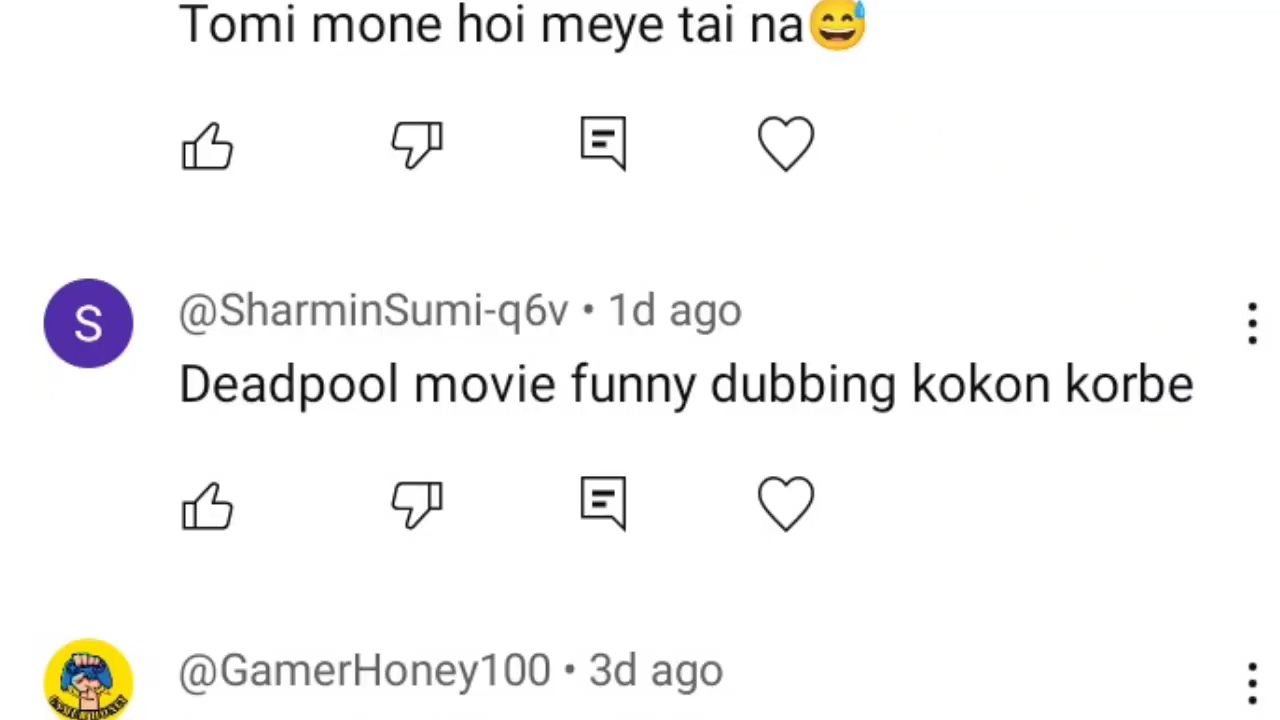 Tomi mone hoi meye tai na😅
S
@SharminSumi-q6v • 1d ago
Deadpool movie funny dubbing kokon korbe
@GamerHoney100 • 3d ago